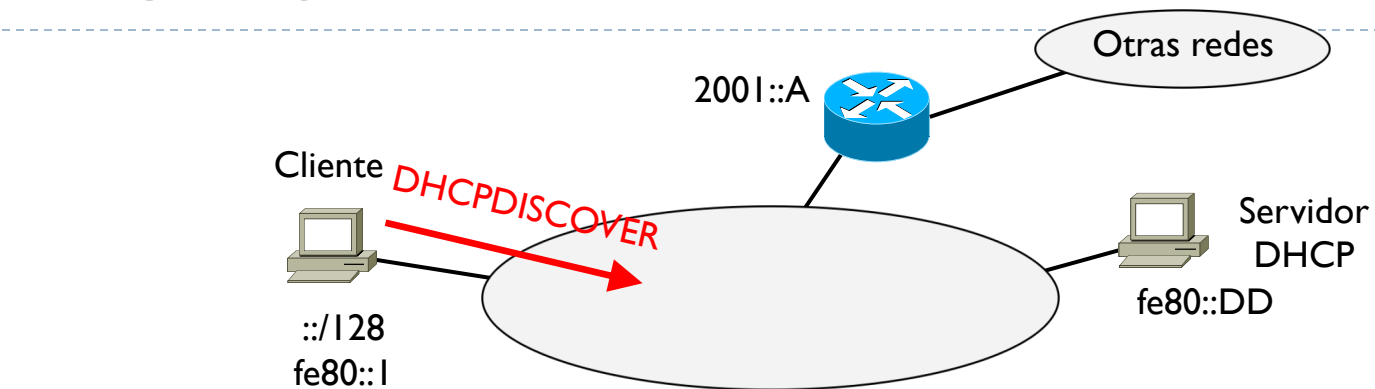 Otras redes
2001::A
Cliente
DHCPDISCOVER
Servidor
DHCP
fe80::DD
::/128
fe80::1